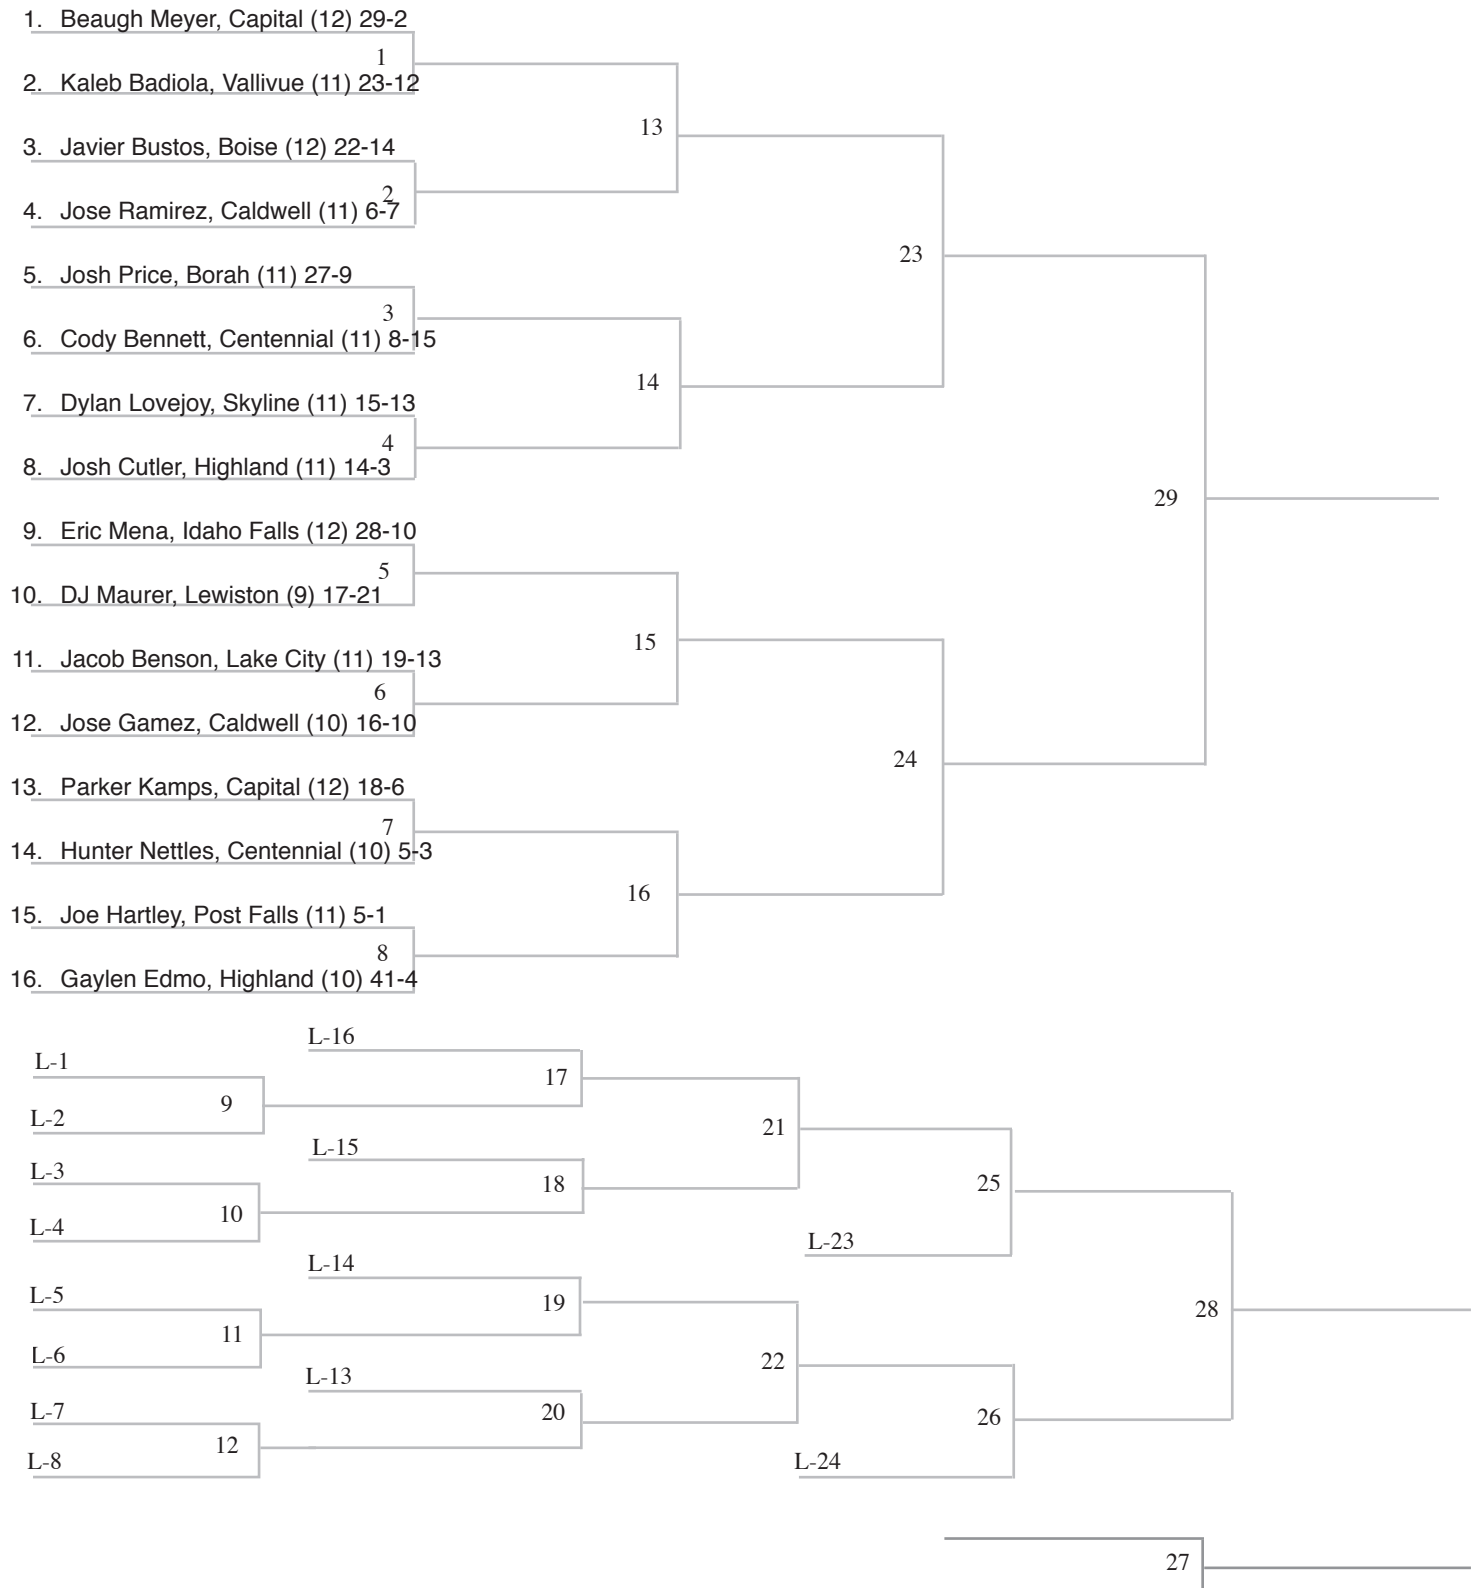 1. Beaugh Meyer, Capital (12) 29-2
1
2. Kaleb Badiola, Vallivue (11) 23-12
13
3. Javier Bustos, Boise (12) 22-14
2
4. Jose Ramirez, Caldwell (11) 6-7
23
5. Josh Price, Borah (11) 27-9
3
6. Cody Bennett, Centennial (11) 8-15
14
7. Dylan Lovejoy, Skyline (11) 15-13
4
8. Josh Cutler, Highland (11) 14-3
29
9. Eric Mena, Idaho Falls (12) 28-10
5
10. DJ Maurer, Lewiston (9) 17-21
15
11. Jacob Benson, Lake City (11) 19-13
6
12. Jose Gamez, Caldwell (10) 16-10
24
13. Parker Kamps, Capital (12) 18-6
7
14. Hunter Nettles, Centennial (10) 5-3
16
15. Joe Hartley, Post Falls (11) 5-1
8
16. Gaylen Edmo, Highland (10) 41-4
L-16
L-1
17
9
L-2
21
L-15
L-3
18
25
10
L-4
L-23
L-14
L-5
19
28
11
L-6
22
L-13
L-7
20
26
12
L-8
L-24
27